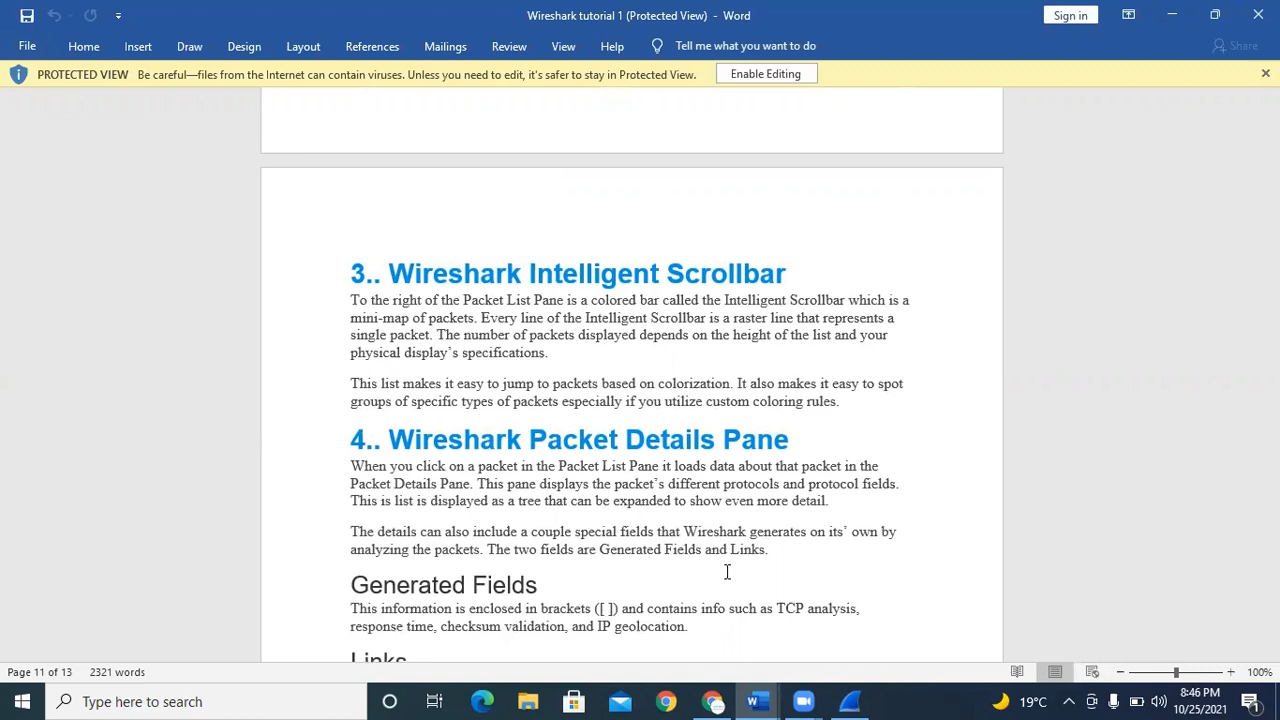 Wireshark tutorial 1 (Protected View) - Word
Sign in
File Home Insert Draw Design Layout References Mailings Review View Help Tell me what you want to do Share
PROTECTED VIEW Be careful—files from the Internet can contain viruses. Unless you need to edit, it's safer to stay in Protected View. Enable Editing
3.. Wireshark Intelligent Scrollbar
To the right of the Packet List Pane is a colored bar called the Intelligent Scrollbar which is a
mini-map of packets. Every line of the Intelligent Scrollbar is a raster line that represents a
single packet. The number of packets displayed depends on the height of the list and your
physical display’s specifications.
This list makes it easy to jump to packets based on colorization. It also makes it easy to spot
groups of specific types of packets especially if you utilize custom coloring rules.
4.. Wireshark Packet Details Pane
When you click on a packet in the Packet List Pane it loads data about that packet in the
Packet Details Pane. This pane displays the packet’s different protocols and protocol fields.
This is list is displayed as a tree that can be expanded to show even more detail.
The details can also include a couple special fields that Wireshark generates on its’ own by
analyzing the packets. The two fields are Generated Fields and Links.
Generated Fields
This information is enclosed in brackets ([ ]) and contains info such as TCP analysis,
response time, checksum validation, and IP geolocation.
Links
Page 11 of 13 2321 words 100%
Type here to search 19°C 8:46 PM
10/25/2021